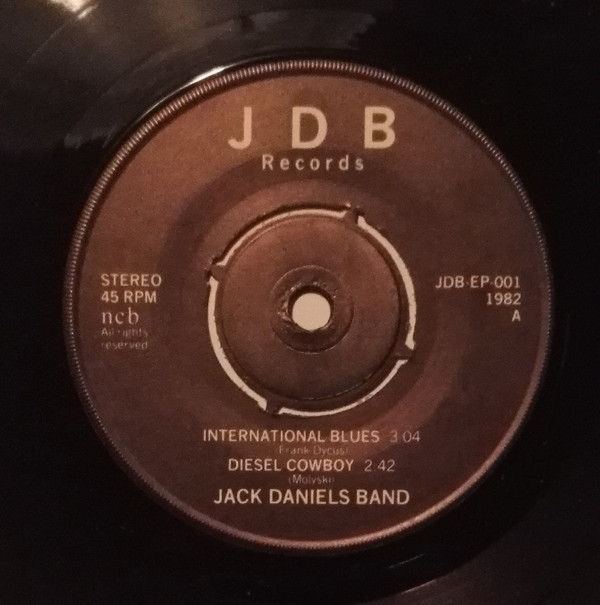 J D B
Records
STEREO
45 RPM
ncb
All rights
reserved
JDB-EP-001
1982
A
INTERNATIONAL BLUES 3 04
(Frank Dycus)
DIESEL COWBOY 2 42
(Molyski)
JACK DANIELS BAND